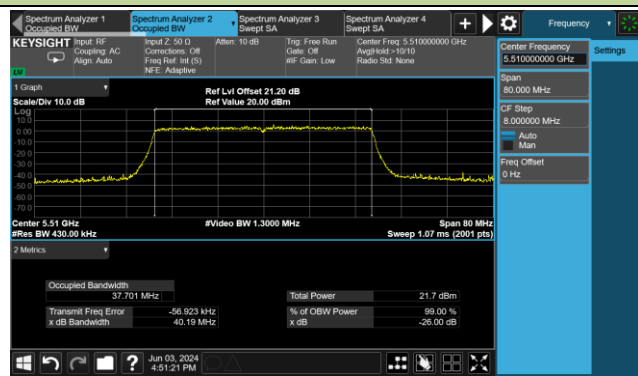 Spectrum Analyzer 1
Occupied BW
Spectrum Analyzer 2
Occupied BW
Spectrum Analyzer 3
Swept SA
Spectrum Analyzer 4
Swept SA
Frequency
KEYSIGHT
Input: RF
Coupling: AC
Align: Auto
Input Z: 50 Ω
Corrections: Off
Freq Ref: Int (S)
NFE: Adaptive
Atten: 10 dB
Trig: Free Run
Gate: Off
#IF Gain: Low
Center Freq: 5.510000000 GHz
Avg|Hold:>10/10
Radio Std: None
Center Frequency
5.510000000 GHz
Settings
Span
80.000 MHz
CF Step
8.000000 MHz
Auto
Man
Freq Offset
0 Hz
1 Graph
Scale/Div 10.0 dB
Ref Lvl Offset 21.20 dB
Ref Value 20.00 dBm
Log
10.0
0.00
-10.0
-20.0
-30.0
-40.0
-50.0
-60.0
-70.0
Center 5.51 GHz
#Res BW 430.00 kHz
#Video BW 1.3000 MHz
Span 80 MHz
Sweep 1.07 ms (2001 pts)
2 Metrics
Occupied Bandwidth
37.701 MHz
Total Power
21.7 dBm
Transmit Freq Error
-56.923 kHz
% of OBW Power
99.00 %
x dB Bandwidth
40.19 MHz
x dB
-26.00 dB
?
Jun 03, 2024
4:51:21 PM